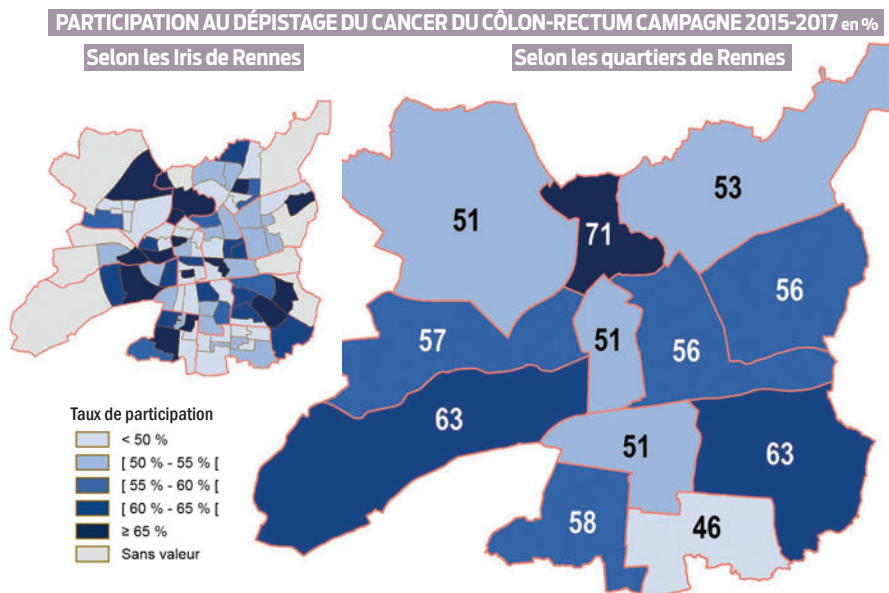 PARTICIPATION AU DÉPISTAGE DU CANCER DU CÔLON-RECTUM CAMPAGNE 2015-2017 en %
Selon les Iris de Rennes
Selon les quartiers de Rennes
53
51
71
56
57
51
56
63
51
63
58
46
Taux de participation
< 50 %
[ 50 % - 55 % [
[ 55 % - 60 % [
[ 60 % - 65 % [
≥ 65 %
Sans valeur